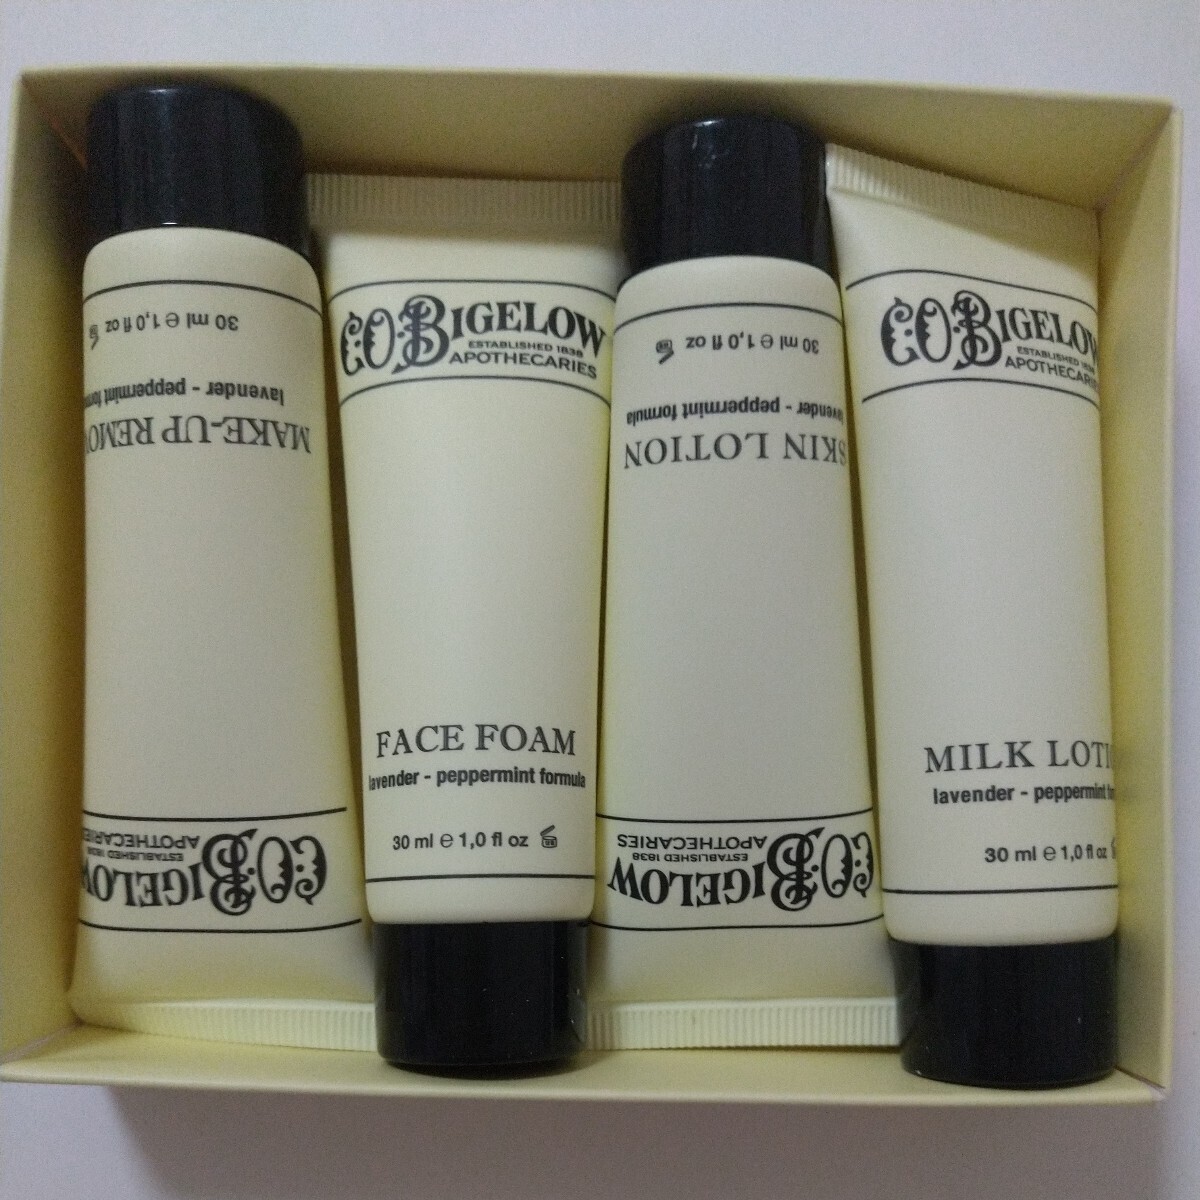 30 ml e 1,0 fl oz
lavender - peppermint
MAKE-UP
C.O. BIGELOW
ESTABLISHED 1838
APOTHECARIES
C.O. BIGELOW
ESTABLISHED 1838
APOTHECARIES
FACE FOAM
lavender - peppermint formula
30 ml e 1,0 fl oz
30 ml e 1,0 fl oz
lavender - peppermint formula
SKIN LOTION
C.O. BIGELOW
ESTABLISHED 1838
APOTHECARIES
C.O. BIGELOW
ESTABLISHED 1838
APOTHECARIES
MILK
lavender - peppermint
30 ml e 1,0 fl oz